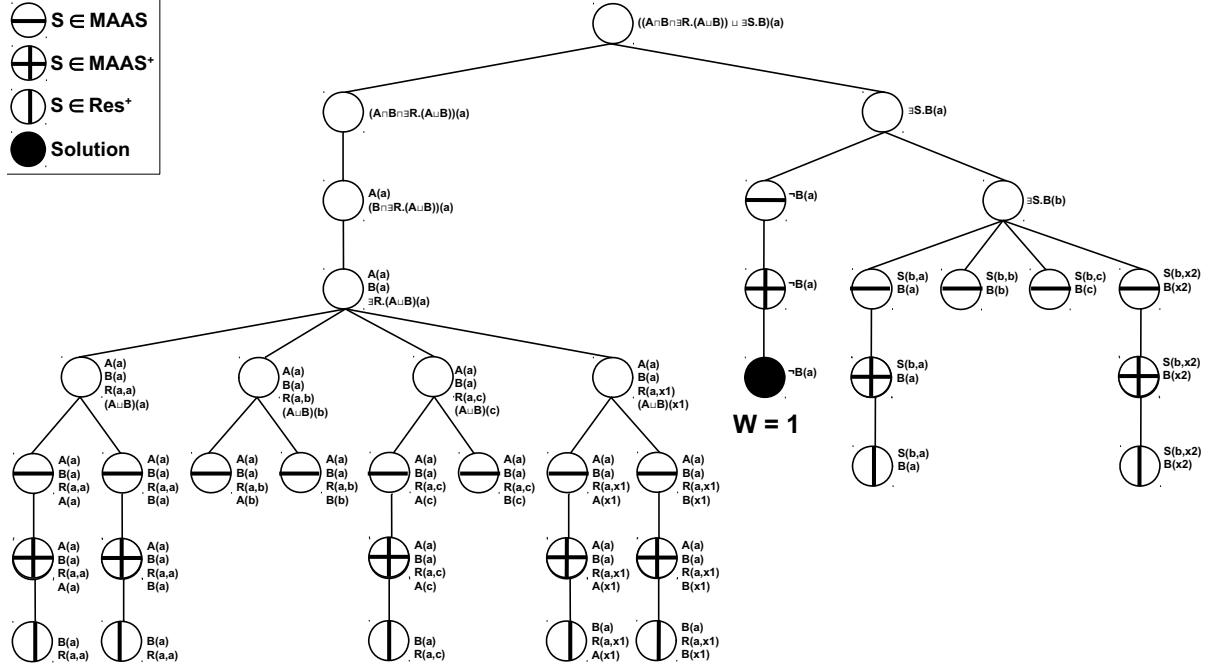 S ∈ MAAS
S ∈ MAAS⁺
S ∈ Res⁺
Solution
((A⊓B⊓∃R.(A⊔B)) ⊔ ∃S.B)(a)
(A⊓B⊓∃R.(A⊔B))(a)
∃S.B(a)
A(a)
(B⊓∃R.(A⊔B))(a)
¬B(a)
∃S.B(b)
A(a)
B(a)
∃R.(A⊔B)(a)
¬B(a)
S(b,a)
B(a)
S(b,b)
B(b)
S(b,c)
B(c)
S(b,x2)
B(x2)
A(a)
B(a)
R(a,a)
(A⊔B)(a)
A(a)
B(a)
R(a,b)
(A⊔B)(b)
A(a)
B(a)
R(a,c)
(A⊔B)(c)
A(a)
B(a)
R(a,x1)
(A⊔B)(x1)
¬B(a)
W = 1
S(b,a)
B(a)
S(b,x2)
B(x2)
A(a)
B(a)
R(a,a)
A(a)
A(a)
B(a)
R(a,a)
B(a)
A(a)
B(a)
R(a,b)
A(b)
A(a)
B(a)
R(a,b)
B(b)
A(a)
B(a)
R(a,c)
A(c)
A(a)
B(a)
R(a,c)
B(c)
A(a)
B(a)
R(a,x1)
A(x1)
A(a)
B(a)
R(a,x1)
B(x1)
S(b,a)
B(a)
S(b,x2)
B(x2)
A(a)
B(a)
R(a,a)
A(a)
A(a)
B(a)
R(a,a)
B(a)
A(a)
B(a)
R(a,c)
A(c)
A(a)
B(a)
R(a,x1)
A(x1)
A(a)
B(a)
R(a,x1)
B(x1)
B(a)
R(a,a)
B(a)
R(a,a)
B(a)
R(a,c)
B(a)
R(a,x1)
A(x1)
B(a)
R(a,x1)
B(x1)